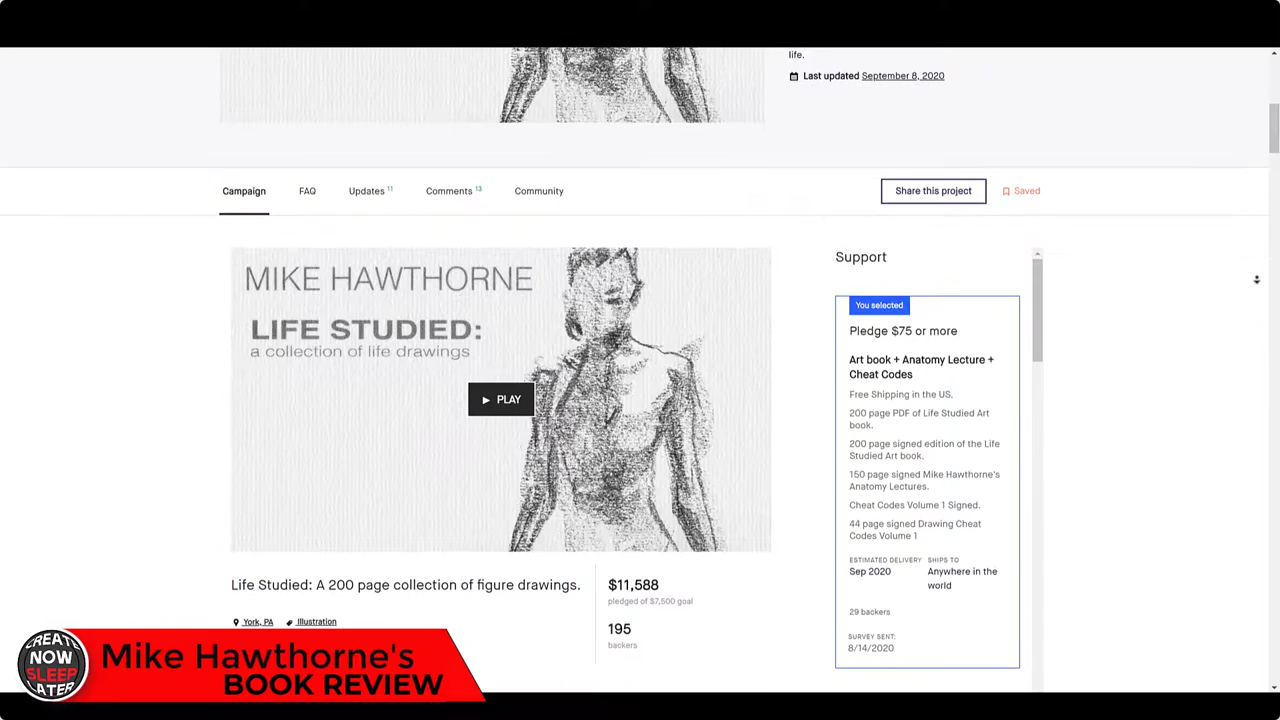 life.
Last updated September 8, 2020
Campaign
FAQ
Updates 11
Comments 13
Community
Share this project
Saved
MIKE HAWTHORNE
LIFE STUDIED:
a collection of life drawings
PLAY
Life Studied: A 200 page collection of figure drawings.
York, PA
Illustration
$11,588
pledged of $7,500 goal
195
backers
Support
You selected
Pledge $75 or more
Art book + Anatomy Lecture +
Cheat Codes
Free Shipping in the US.
200 page PDF of Life Studied Art
book.
200 page signed edition of the Life
Studied Art book.
150 page signed Mike Hawthorne's
Anatomy Lectures.
Cheat Codes Volume 1 Signed.
44 page signed Drawing Cheat
Codes Volume 1
ESTIMATED DELIVERY
Sep 2020
SHIPS TO
Anywhere in the
world
29 backers
SURVEY SENT:
8/14/2020
CREATE
NOW
SLEEP
LATER
Mike Hawthorne's
BOOK REVIEW